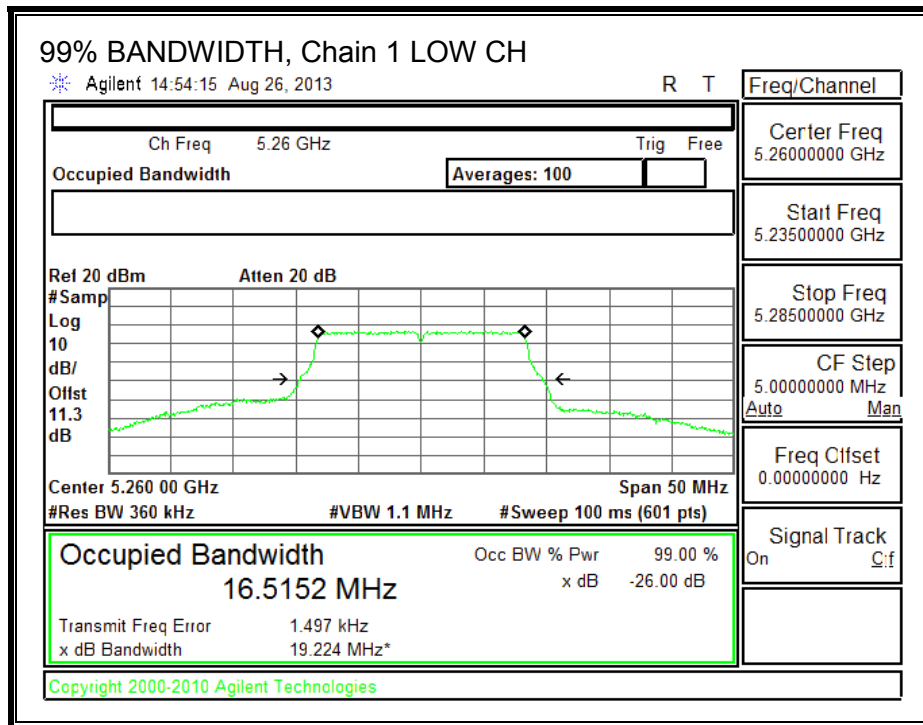 99% BANDWIDTH, Chain 1 LOW CH
Agilent 14:54:15 Aug 26, 2013 R T
Freq/Channel
Ch Freq 5.26 GHz Trig Free
Occupied Bandwidth Averages: 100
Center Freq
5.26000000 GHz
Start Freq
5.23500000 GHz
Stop Freq
5.28500000 GHz
CF Step
5.00000000 MHz
Auto Man
Freq Offset
0.00000000 Hz
Signal Track
On Off
Ref 20 dBm Atten 20 dB
#Samp
Log
10
dB/
Offst
11.3
dB
Center 5.260 00 GHz Span 50 MHz
#Res BW 360 kHz #VBW 1.1 MHz #Sweep 100 ms (601 pts)
Occupied Bandwidth Occ BW % Pwr 99.00 %
16.5152 MHz x dB -26.00 dB
Transmit Freq Error 1.497 kHz
x dB Bandwidth 19.224 MHz*
Copyright 2000-2010 Agilent Technologies